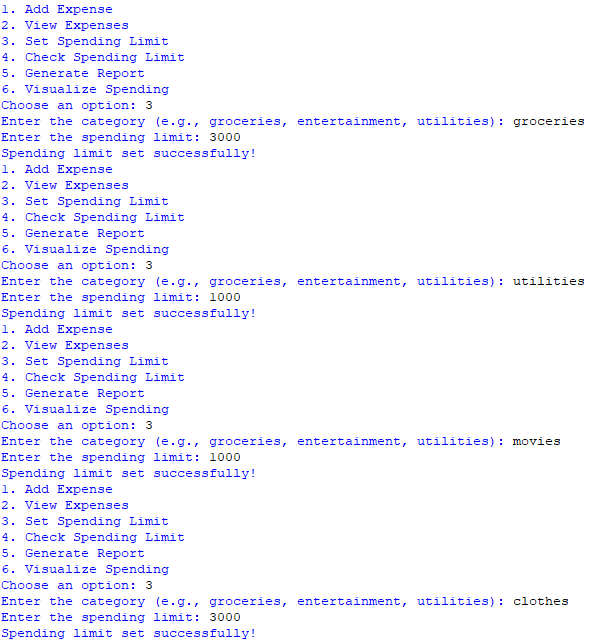 1. Add Expense
2. View Expenses
3. Set Spending Limit
4. Check Spending Limit
5. Generate Report
6. Visualize Spending
Choose an option: 3
Enter the category (e.g., groceries, entertainment, utilities): groceries
Enter the spending limit: 3000
Spending limit set successfully!
1. Add Expense
2. View Expenses
3. Set Spending Limit
4. Check Spending Limit
5. Generate Report
6. Visualize Spending
Choose an option: 3
Enter the category (e.g., groceries, entertainment, utilities): utilities
Enter the spending limit: 1000
Spending limit set successfully!
1. Add Expense
2. View Expenses
3. Set Spending Limit
4. Check Spending Limit
5. Generate Report
6. Visualize Spending
Choose an option: 3
Enter the category (e.g., groceries, entertainment, utilities): movies
Enter the spending limit: 1000
Spending limit set successfully!
1. Add Expense
2. View Expenses
3. Set Spending Limit
4. Check Spending Limit
5. Generate Report
6. Visualize Spending
Choose an option: 3
Enter the category (e.g., groceries, entertainment, utilities): clothes
Enter the spending limit: 3000
Spending limit set successfully!